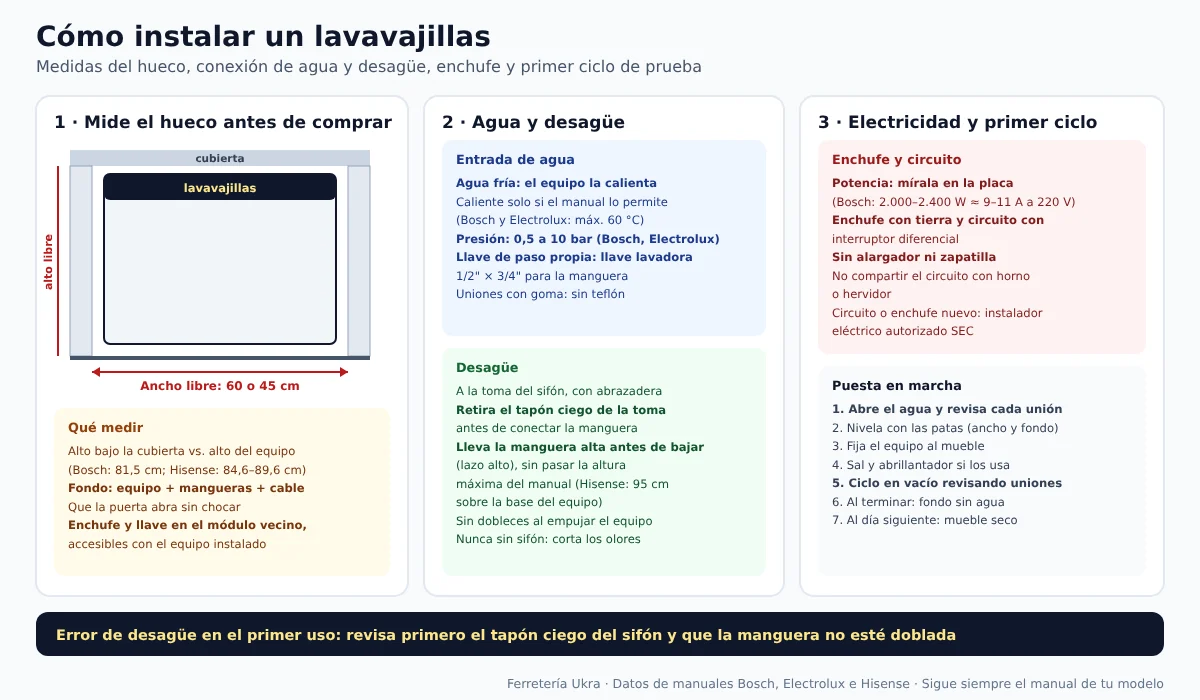 Cómo instalar un lavavajillas
Medidas del hueco, conexión de agua y desagüe, enchufe y primer ciclo de prueba
1 · Mide el hueco antes de comprar
cubierta
lavavajillas
alto libre
Ancho libre: 60 o 45 cm
Qué medir
Alto bajo la cubierta vs. alto del equipo
(Bosch: 81,5 cm; Hisense: 84,6–89,6 cm)
Fondo: equipo + mangueras + cable
Que la puerta abra sin chocar
Enchufe y llave en el módulo vecino,
accesibles con el equipo instalado
2 · Agua y desagüe
Entrada de agua
Agua fría: el equipo la calienta
Caliente solo si el manual lo permite
(Bosch y Electrolux: máx. 60 °C)
Presión: 0,5 a 10 bar (Bosch, Electrolux)
Llave de paso propia: llave lavadora
1/2" × 3/4" para la manguera
Uniones con goma: sin teflón
Desagüe
A la toma del sifón, con abrazadera
Retira el tapón ciego de la toma
antes de conectar la manguera
Lleva la manguera alta antes de bajar
(lazo alto), sin pasar la altura
máxima del manual (Hisense: 95 cm
sobre la base del equipo)
Sin dobleces al empujar el equipo
Nunca sin sifón: corta los olores
3 · Electricidad y primer ciclo
Enchufe y circuito
Potencia: mírala en la placa
(Bosch: 2.000–2.400 W ≈ 9–11 A a 220 V)
Enchufe con tierra y circuito con
interruptor diferencial
Sin alargador ni zapatilla
No compartir el circuito con horno
o hervidor
Circuito o enchufe nuevo: instalador
eléctrico autorizado SEC
Puesta en marcha
1. Abre el agua y revisa cada unión
2. Nivela con las patas (ancho y fondo)
3. Fija el equipo al mueble
4. Sal y abrillantador si los usa
5. Ciclo en vacío revisando uniones
6. Al terminar: fondo sin agua
7. Al día siguiente: mueble seco
Error de desagüe en el primer uso: revisa primero el tapón ciego del sifón y que la manguera no esté doblada
Ferretería Ukra · Datos de manuales Bosch, Electrolux e Hisense · Sigue siempre el manual de tu modelo